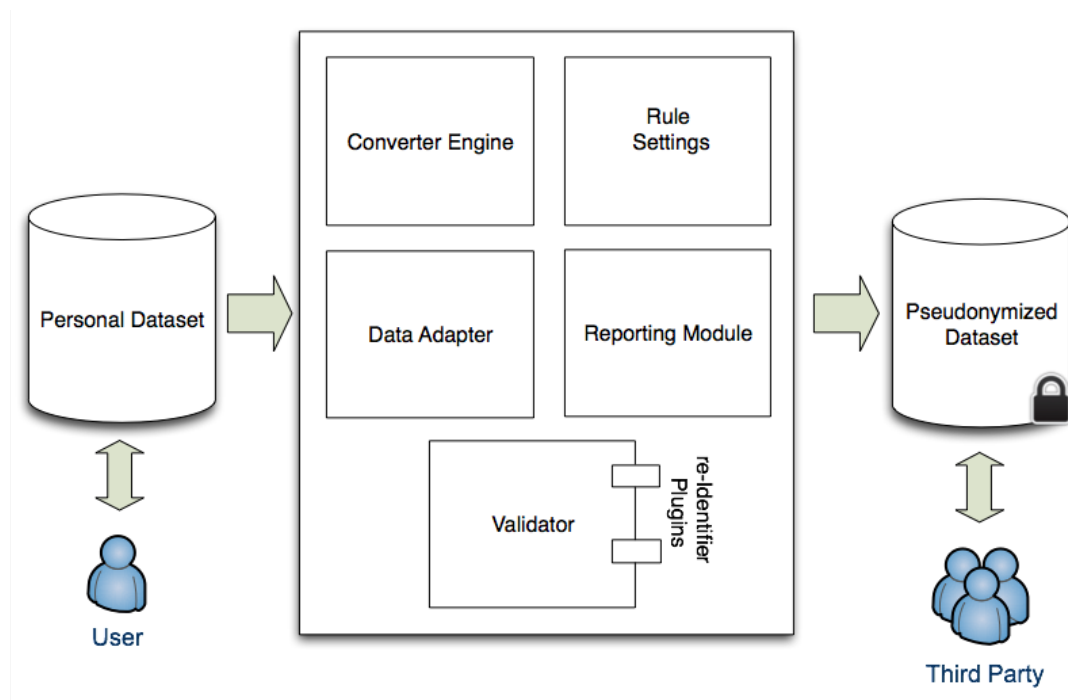 Converter Engine
Rule
Settings
Personal Dataset
Data Adapter
Reporting Module
Pseudonymized
Dataset
Validator
re-Identifier
Plugins
User
Third Party